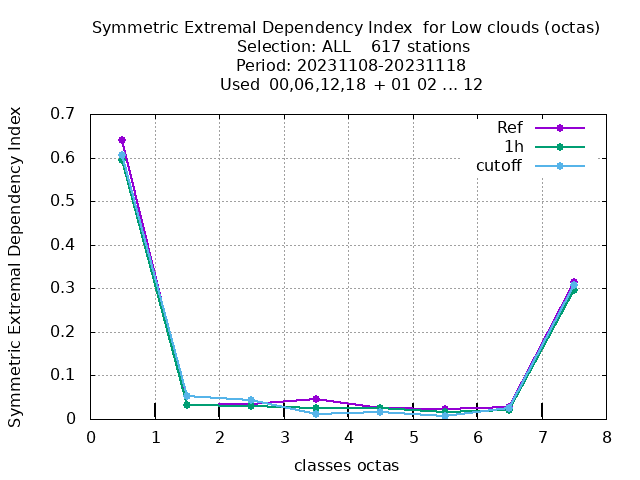 Symmetric Extremal Dependency Index  for Low clouds (octas)
Selection: ALL    617 stations
Period: 20231108-20231118
Used  00,06,12,18  + 01 02 ... 12
Symmetric Extremal Dependency Index
0.7
0.6
0.5
0.4
0.3
0.2
0.1
0
Ref
1h
cutoff
0 1 2 3 4 5 6 7 8
classes octas